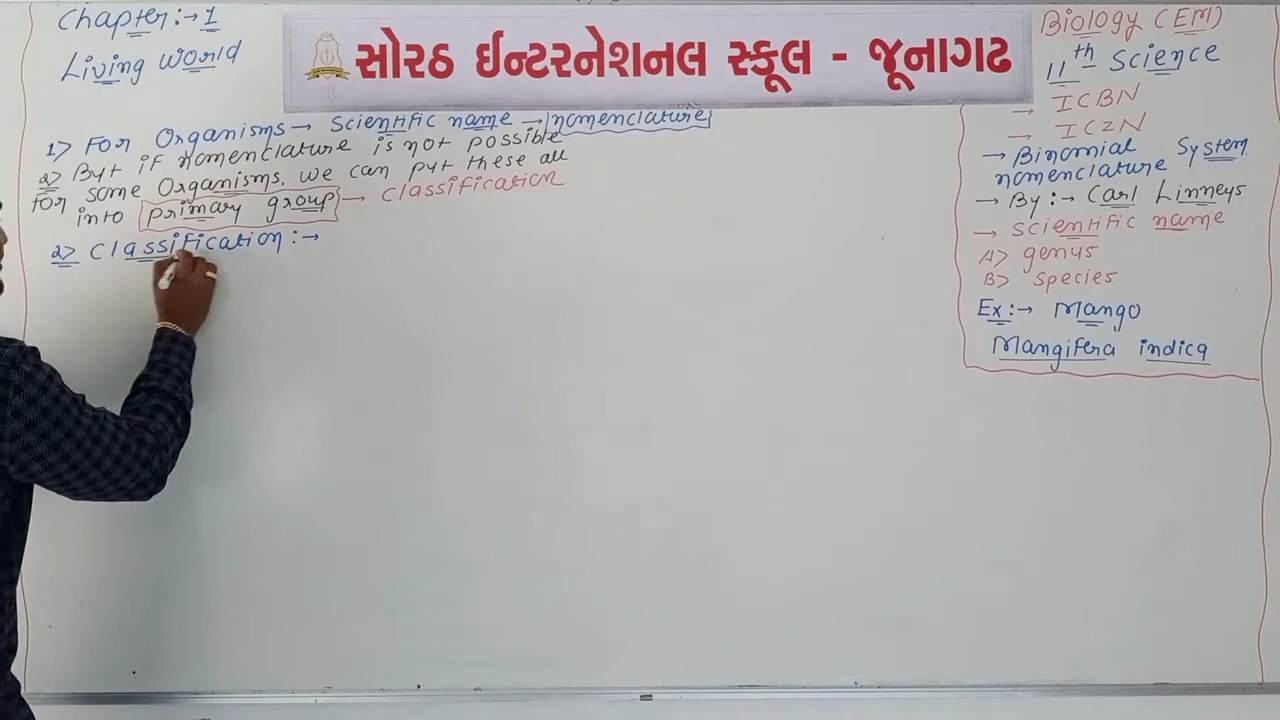 Chapter:→ 1
Living world
સોરઠ ઈન્ટરનેશનલ સ્કૂલ - જૂનાગઢ
1> For Organisms → Scientific name → nomenclature
2> But if nomenclature is not possible
for some Organisms. we can put these all
into primary group → classification
2> Classification :→
Biology (EM)
11th Science
→ ICBN
→ ICZN
→ Binomial System
nomenclature
→ By :→ Carl Linneys
→ scientific name
A> genus
B> species
Ex :→ Mango
Mangifera indica